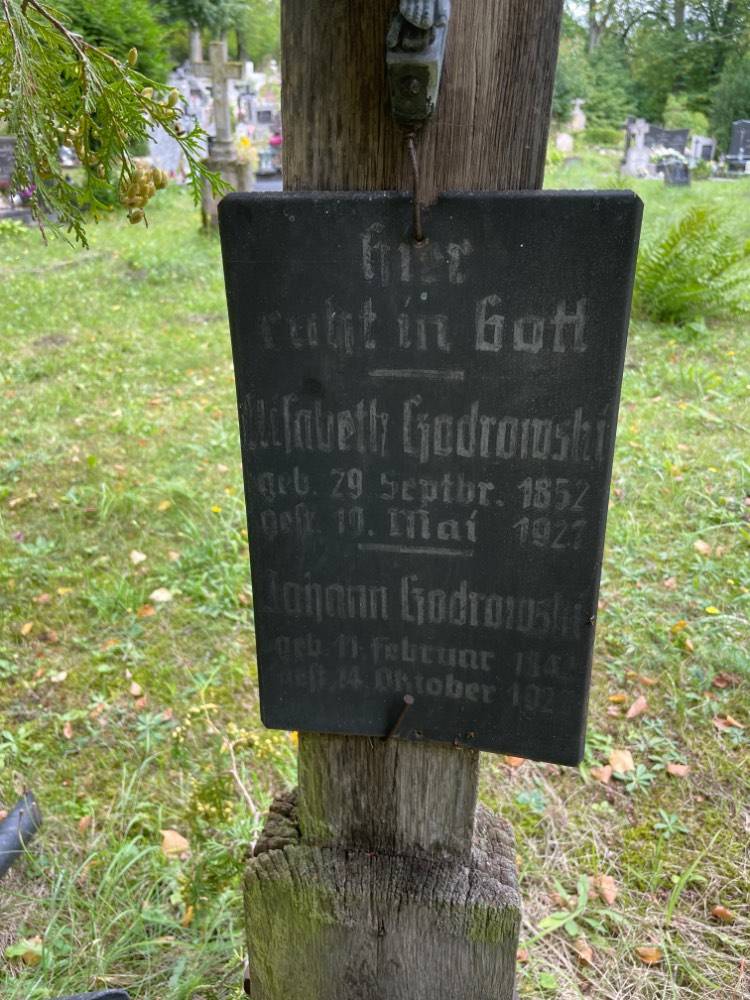 Hier
ruht in Gott
Elisabeth Godrowski
geb. 29 Septbr. 1852
gest. 19. Mai 1927
Johann Godrowski
geb. 11. Februar
gest. 14. Oktober